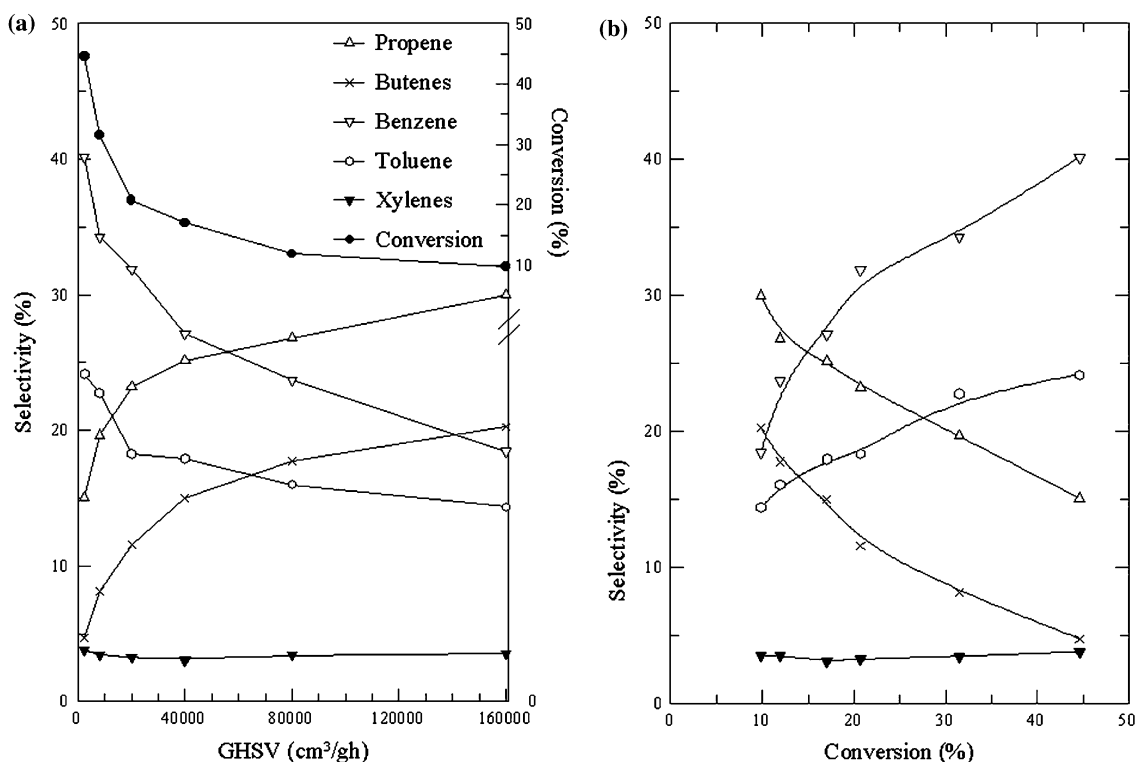 (a)
50
40
30
20
10
0
Selectivity (%)
Propene
Butenes
Benzene
Toluene
Xylenes
Conversion
50
40
30
20
10
0
Conversion (%)
0 40000 80000 120000 160000
GHSV (cm³/gh)
(b)
50
40
30
20
10
0
Selectivity (%)
0 10 20 30 40 50
Conversion (%)